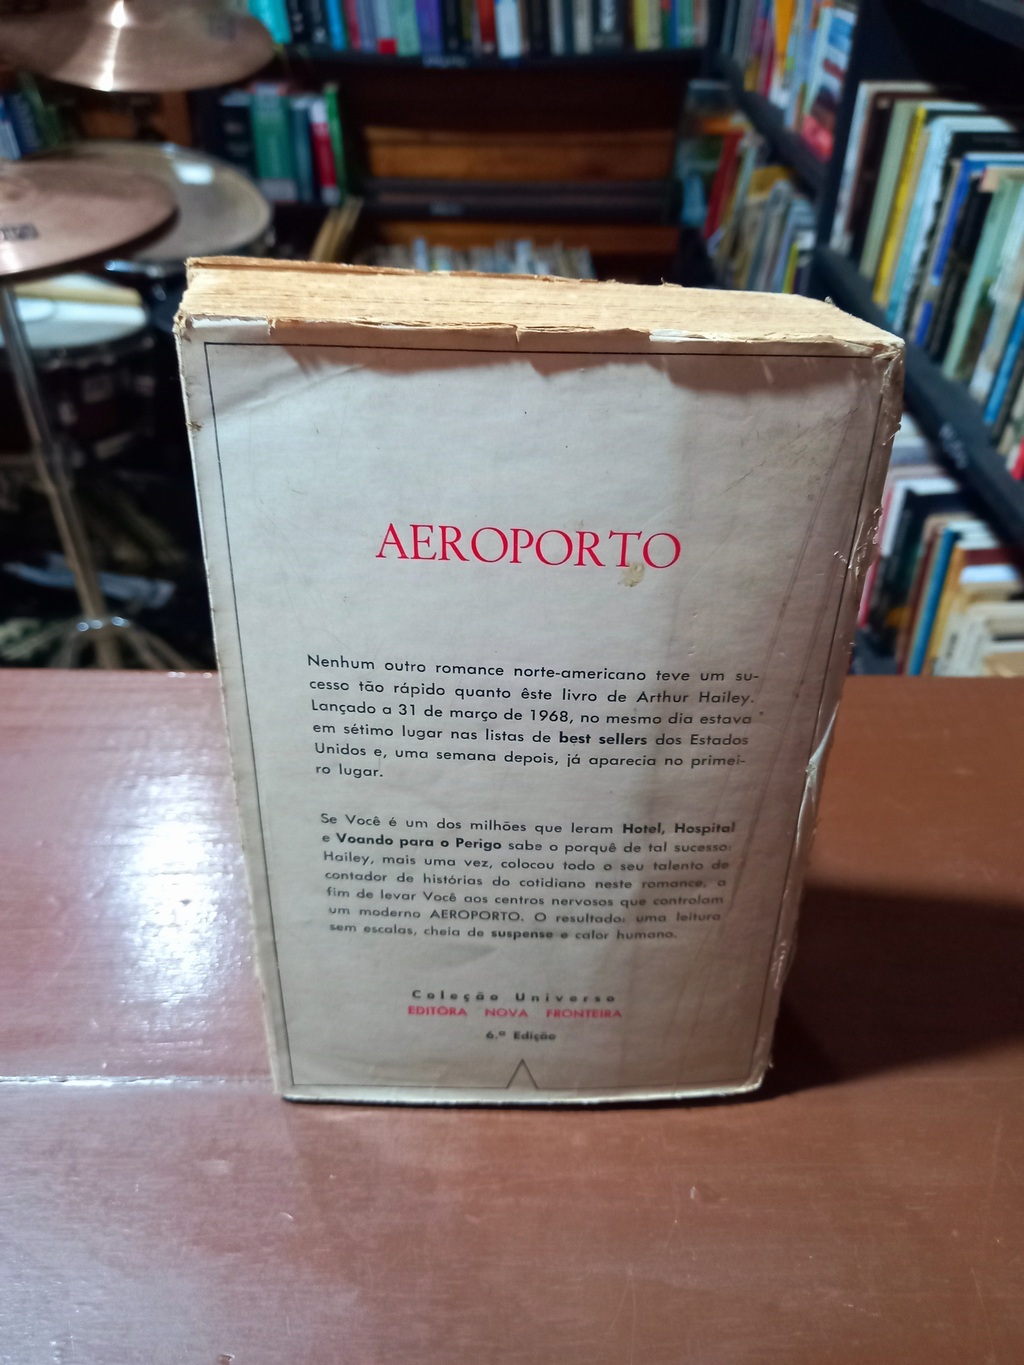 AEROPORTO
Nenhum outro romance norte-americano teve um su-
cesso tão rápido quanto êste livro de Arthur Hailey.
Lançado a 31 de março de 1968, no mesmo dia estava
em sétimo lugar nas listas de best sellers dos Estados
Unidos e, uma semana depois, já aparecia no primei-
ro lugar.
Se Você é um dos milhões que leram Hotel, Hospital
e Voando para o Perigo sabe o porquê de tal sucesso:
Hailey, mais uma vez, colocou todo o seu talento de
contador de histórias do cotidiano neste romance, a
fim de levar Você aos centros nervosos que controlam
um moderno AEROPORTO. O resultado: uma leitura
sem escalas, cheia de suspense e calor humano.
Coleção Universo
EDITÔRA NOVA FRONTEIRA
6.ª Edição